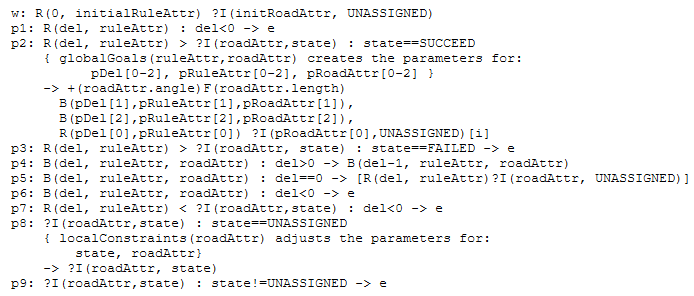 w: R(0, initialRuleAttr) ?I(initRoadAttr, UNASSIGNED)
p1: R(del, ruleAttr) : del<0 -> e
p2: R(del, ruleAttr) > ?I(roadAttr,state) : state==SUCCEED
{ globalGoals(ruleAttr,roadAttr) creates the parameters for:
pDel[0-2], pRuleAttr[0-2], pRoadAttr[0-2] }
-> +(roadAttr.angle)F(roadAttr.length)
B(pDel[1],pRuleAttr[1],pRoadAttr[1]),
B(pDel[2],pRuleAttr[2],pRoadAttr[2]),
R(pDel[0],pRuleAttr[0]) ?I(pRoadAttr[0],UNASSIGNED)[i]
p3: R(del, ruleAttr) > ?I(roadAttr, state) : state==FAILED -> e
p4: B(del, ruleAttr, roadAttr) : del>0 -> B(del-1, ruleAttr, roadAttr)
p5: B(del, ruleAttr, roadAttr) : del==0 -> [R(del, ruleAttr)?I(roadAttr, UNASSIGNED)]
p6: B(del, ruleAttr, roadAttr) : del<0 -> e
p7: R(del, ruleAttr) < ?I(roadAttr,state) : del<0 -> e
p8: ?I(roadAttr,state) : state==UNASSIGNED
{ localConstraints(roadAttr) adjusts the parameters for:
state, roadAttr}
-> ?I(roadAttr, state)
p9: ?I(roadAttr,state) : state!=UNASSIGNED -> e